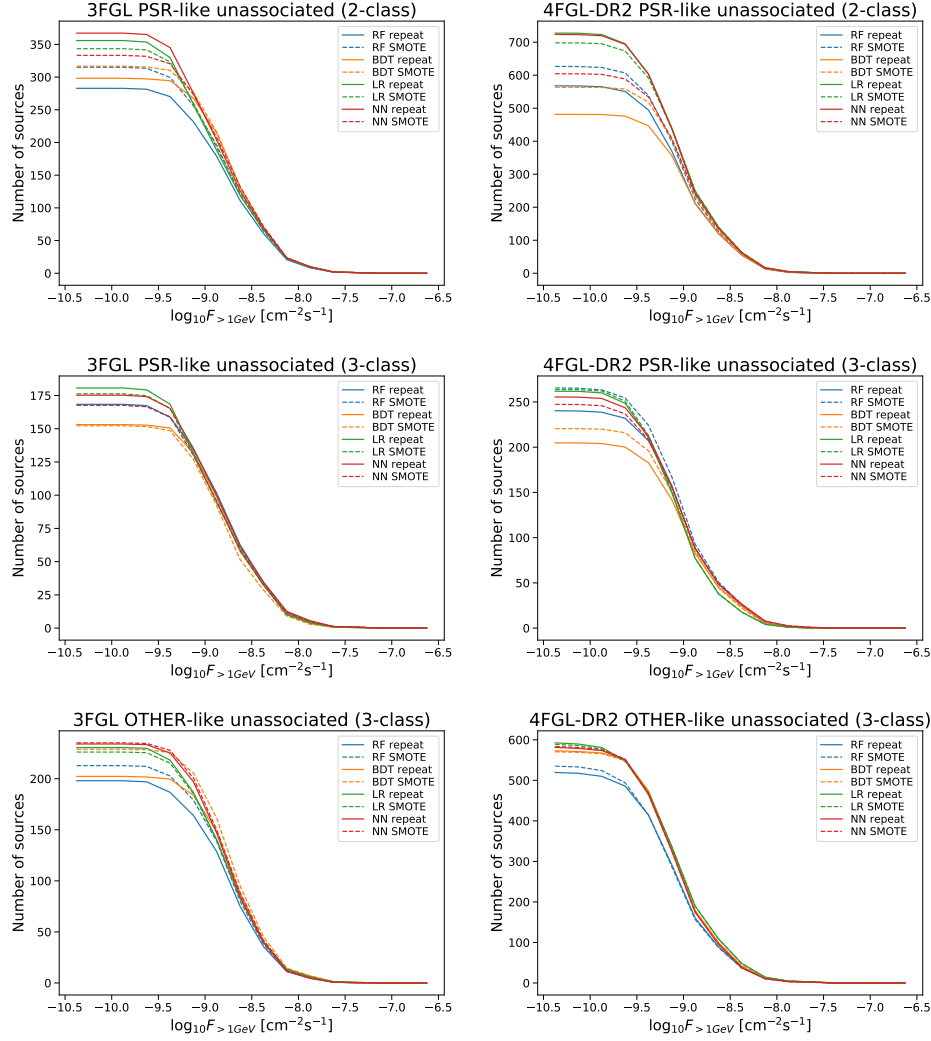 3FGL PSR-like unassociated (2-class)
350
300
250
200
150
100
50
0
Number of sources
RF repeat
RF SMOTE
BDT repeat
BDT SMOTE
LR repeat
LR SMOTE
NN repeat
NN SMOTE
−10.5 −10.0 −9.5 −9.0 −8.5 −8.0 −7.5 −7.0 −6.5
log10F>1GeV [cm−2s−1]
4FGL-DR2 PSR-like unassociated (2-class)
700
600
500
400
300
200
100
0
Number of sources
RF repeat
RF SMOTE
BDT repeat
BDT SMOTE
LR repeat
LR SMOTE
NN repeat
NN SMOTE
−10.5 −10.0 −9.5 −9.0 −8.5 −8.0 −7.5 −7.0 −6.5
log10F>1GeV [cm−2s−1]
3FGL PSR-like unassociated (3-class)
175
150
125
100
75
50
25
0
Number of sources
RF repeat
RF SMOTE
BDT repeat
BDT SMOTE
LR repeat
LR SMOTE
NN repeat
NN SMOTE
−10.5 −10.0 −9.5 −9.0 −8.5 −8.0 −7.5 −7.0 −6.5
log10F>1GeV [cm−2s−1]
4FGL-DR2 PSR-like unassociated (3-class)
250
200
150
100
50
0
Number of sources
RF repeat
RF SMOTE
BDT repeat
BDT SMOTE
LR repeat
LR SMOTE
NN repeat
NN SMOTE
−10.5 −10.0 −9.5 −9.0 −8.5 −8.0 −7.5 −7.0 −6.5
log10F>1GeV [cm−2s−1]
3FGL OTHER-like unassociated (3-class)
200
150
100
50
0
Number of sources
RF repeat
RF SMOTE
BDT repeat
BDT SMOTE
LR repeat
LR SMOTE
NN repeat
NN SMOTE
−10.5 −10.0 −9.5 −9.0 −8.5 −8.0 −7.5 −7.0 −6.5
log10F>1GeV [cm−2s−1]
4FGL-DR2 OTHER-like unassociated (3-class)
600
500
400
300
200
100
0
Number of sources
RF repeat
RF SMOTE
BDT repeat
BDT SMOTE
LR repeat
LR SMOTE
NN repeat
NN SMOTE
−10.5 −10.0 −9.5 −9.0 −8.5 −8.0 −7.5 −7.0 −6.5
log10F>1GeV [cm−2s−1]